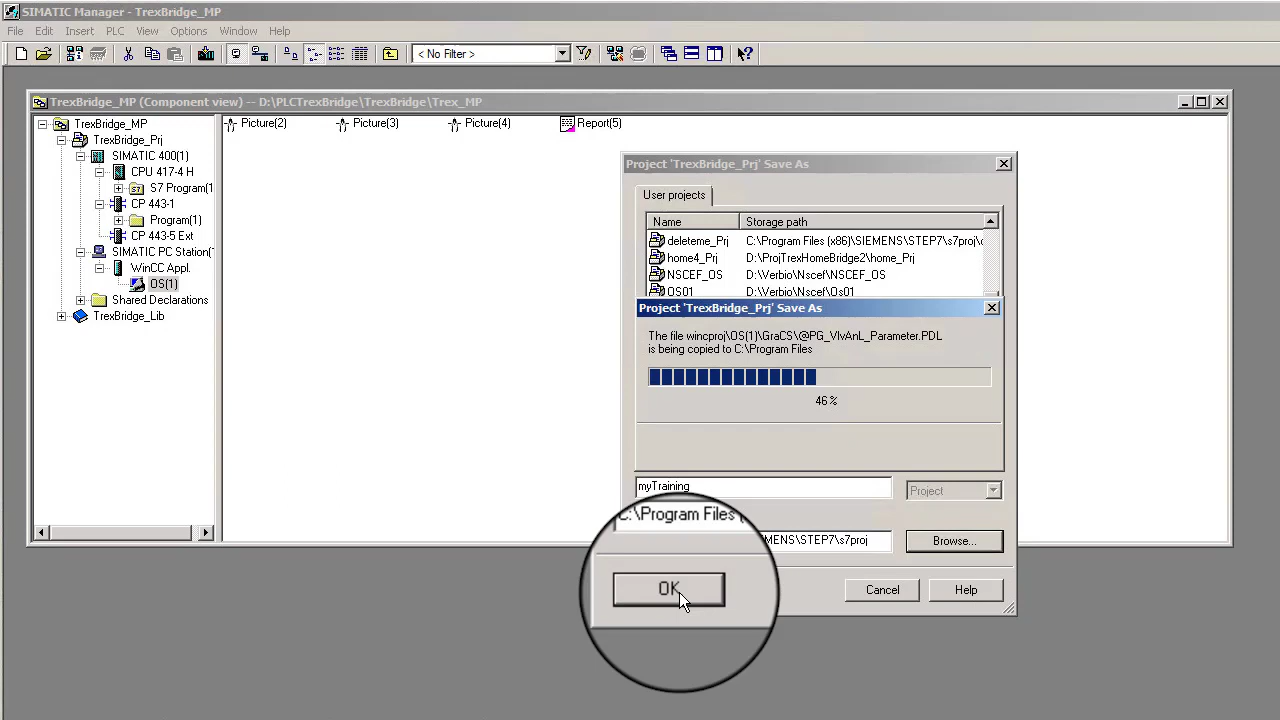 SIMATIC Manager - TrexBridge_MP
File Edit Insert PLC View Options Window Help
< No Filter >
TrexBridge_MP (Component view) -- D:\PLCTrexBridge\TrexBridge\Trex_MP
TrexBridge_MP
TrexBridge_Prj
SIMATIC 400(1)
CPU 417-4 H
S7 Program(1
CP 443-1
Program(1)
CP 443-5 Ext
SIMATIC PC Station(
WinCC Appl.
OS(1)
Shared Declarations
TrexBridge_Lib
Picture(2) Picture(3) Picture(4) Report(5)
Project 'TrexBridge_Prj' Save As
User projects
Name Storage path
deleteme_Prj C:\Program Files (x86)\SIEMENS\STEP7\s7proj\
home4_Prj D:\ProjTrexHomeBridge2\home_Prj
NSCEF_OS D:\Verbio\Nscef\NSCEF_OS
OS01 D:\Verbio\Nscef\Os01
Project 'TrexBridge_Prj' Save As
The file wincproj\OS(1)\GraCS\@PG_VlvAnL_Parameter.PDL
is being copied to C:\Program Files
46 %
myTraining Project
C:\Program Files (
MENS\STEP7\s7proj Browse...
OK Cancel Help